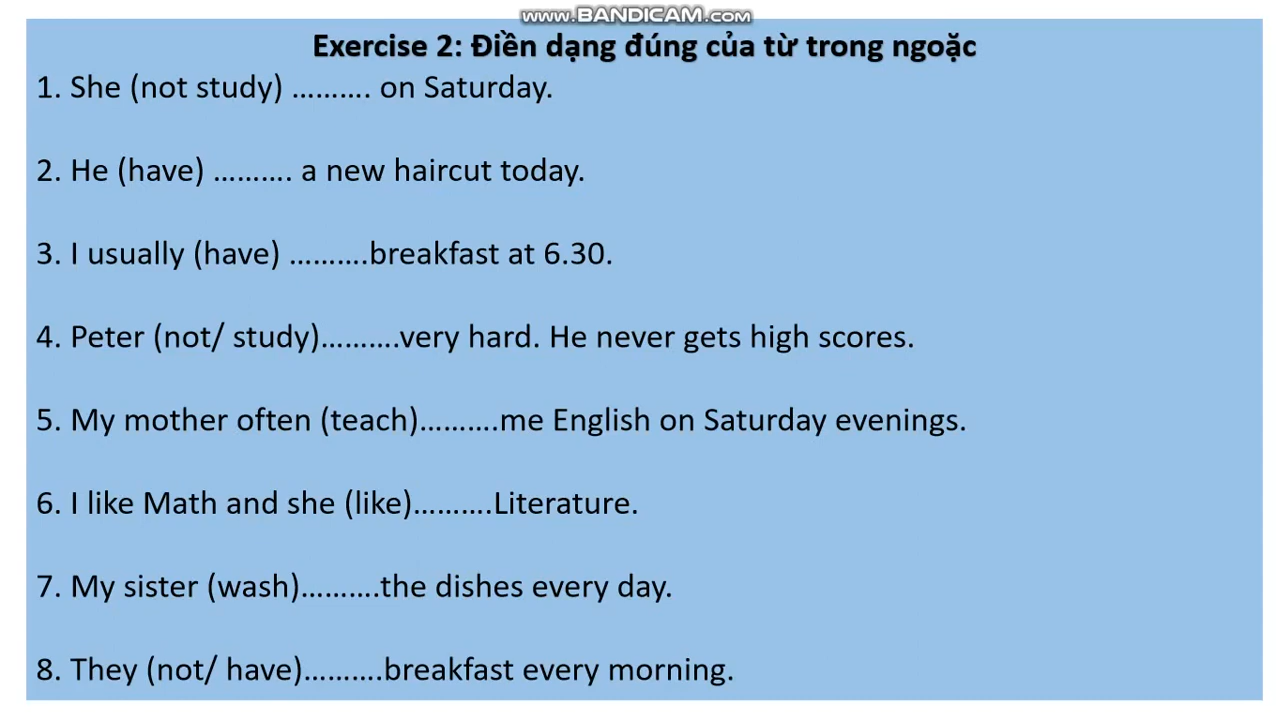 www.BANDICAM.com
Exercise 2: Điền dạng đúng của từ trong ngoặc
1. She (not study) ………. on Saturday.
2. He (have) ………. a new haircut today.
3. I usually (have) ……….breakfast at 6.30.
4. Peter (not/ study)……….very hard. He never gets high scores.
5. My mother often (teach)……….me English on Saturday evenings.
6. I like Math and she (like)……….Literature.
7. My sister (wash)……….the dishes every day.
8. They (not/ have)……….breakfast every morning.